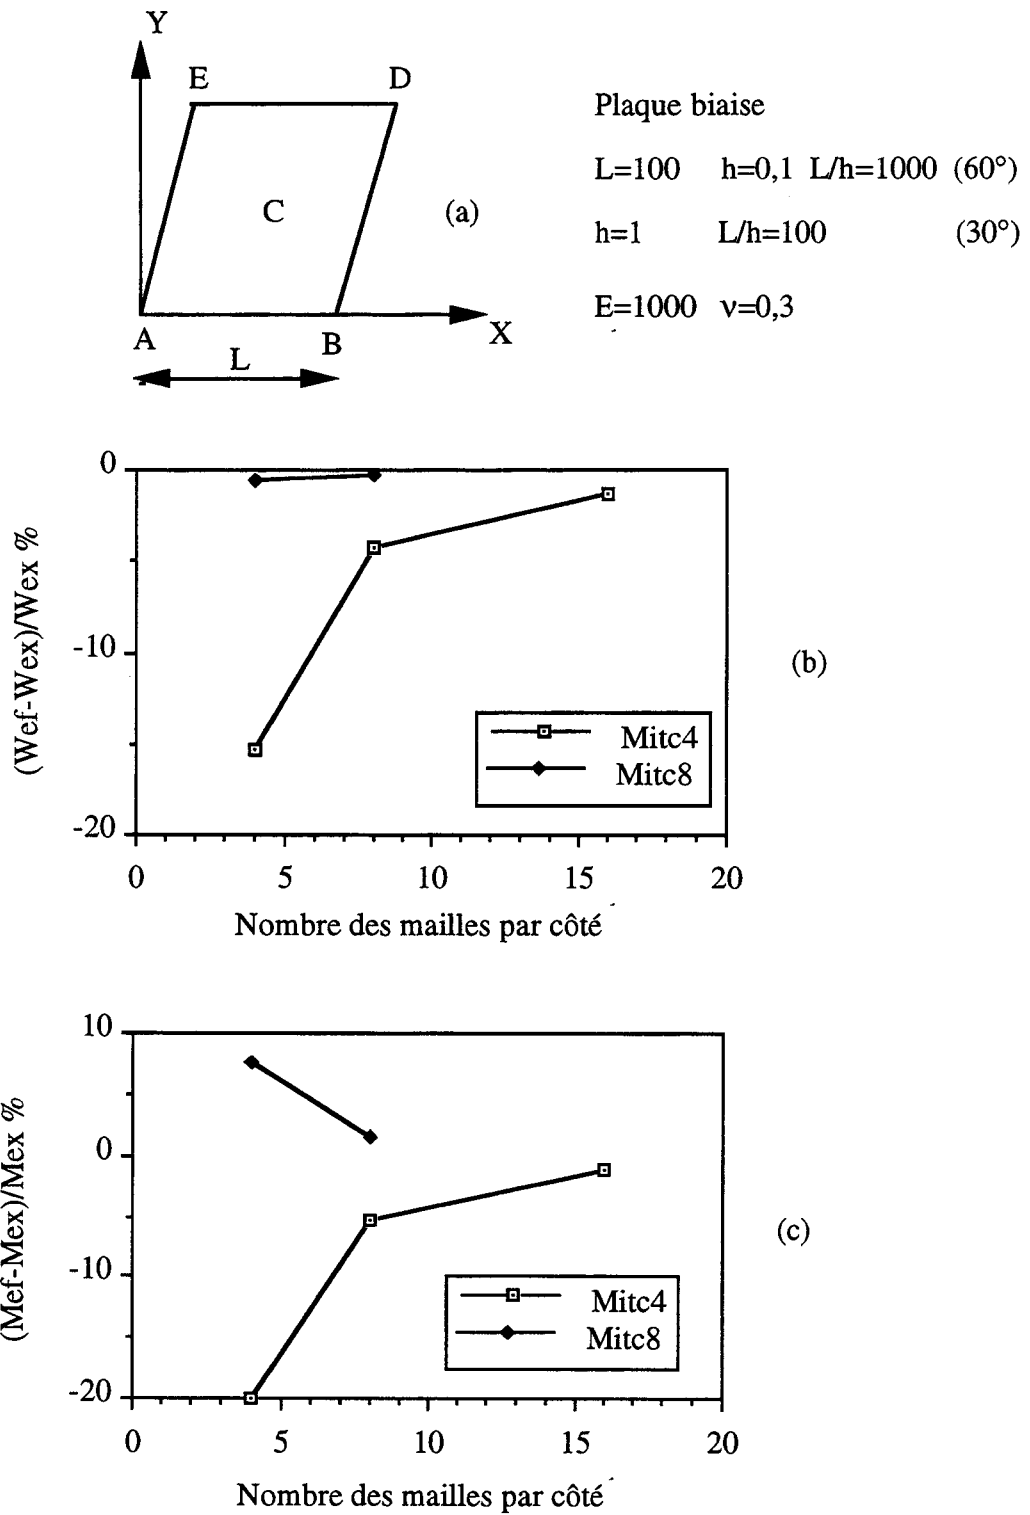 Y
E D
Plaque biaise
L=100 h=0,1 L/h=1000 (60°)
C
(a)
h=1 L/h=100 (30°)
E=1000 ν=0,3
A B X
L
(Wef-Wex)/Wex %
0
-10
-20
Mitc4
Mitc8
(b)
0 5 10 15 20
Nombre des mailles par côté
(Mef-Mex)/Mex %
10
0
-10
-20
Mitc4
Mitc8
(c)
0 5 10 15 20
Nombre des mailles par côté